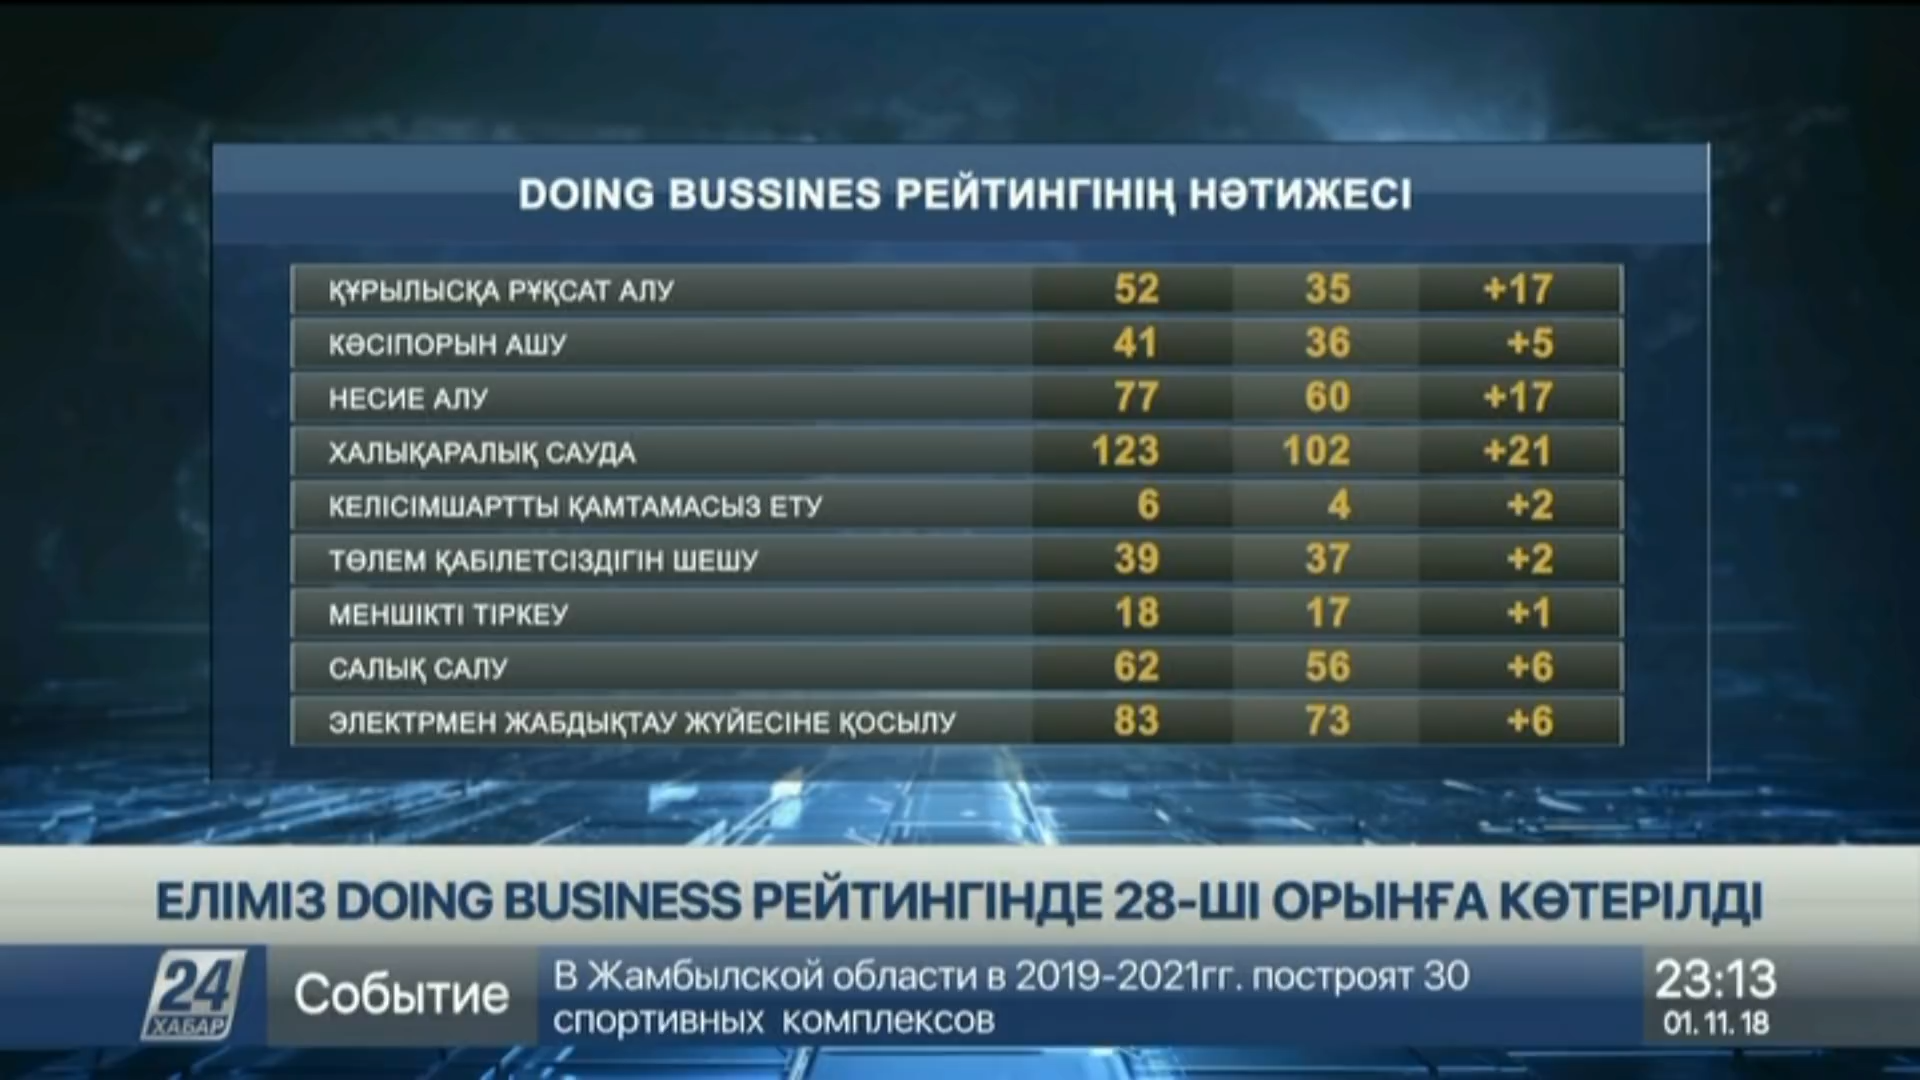 DOING BUSSINES РЕЙТИНГІНІҢ НӘТИЖЕСІ
ҚҰРЫЛЫСҚА РҰҚСАТ АЛУ 52 35 +17
КӘСІПОРЫН АШУ 41 36 +5
НЕСИЕ АЛУ 77 60 +17
ХАЛЫҚАРАЛЫҚ САУДА 123 102 +21
КЕЛІСІМШАРТТЫ ҚАМТАМАСЫЗ ЕТУ 6 4 +2
ТӨЛЕМ ҚАБІЛЕТСІЗДІГІН ШЕШУ 39 37 +2
МЕНШІКТІ ТІРКЕУ 18 17 +1
САЛЫҚ САЛУ 62 56 +6
ЭЛЕКТРМЕН ЖАБДЫҚТАУ ЖҮЙЕСІНЕ ҚОСЫЛУ 83 73 +6
ЕЛІМІЗ DOING BUSINESS РЕЙТИНГІНДЕ 28-ШІ ОРЫНҒА КӨТЕРІЛДІ
24
ХАБАР
Событие
В Жамбылской области в 2019-2021гг. построят 30
спортивных комплексов
23:13
01.11.18